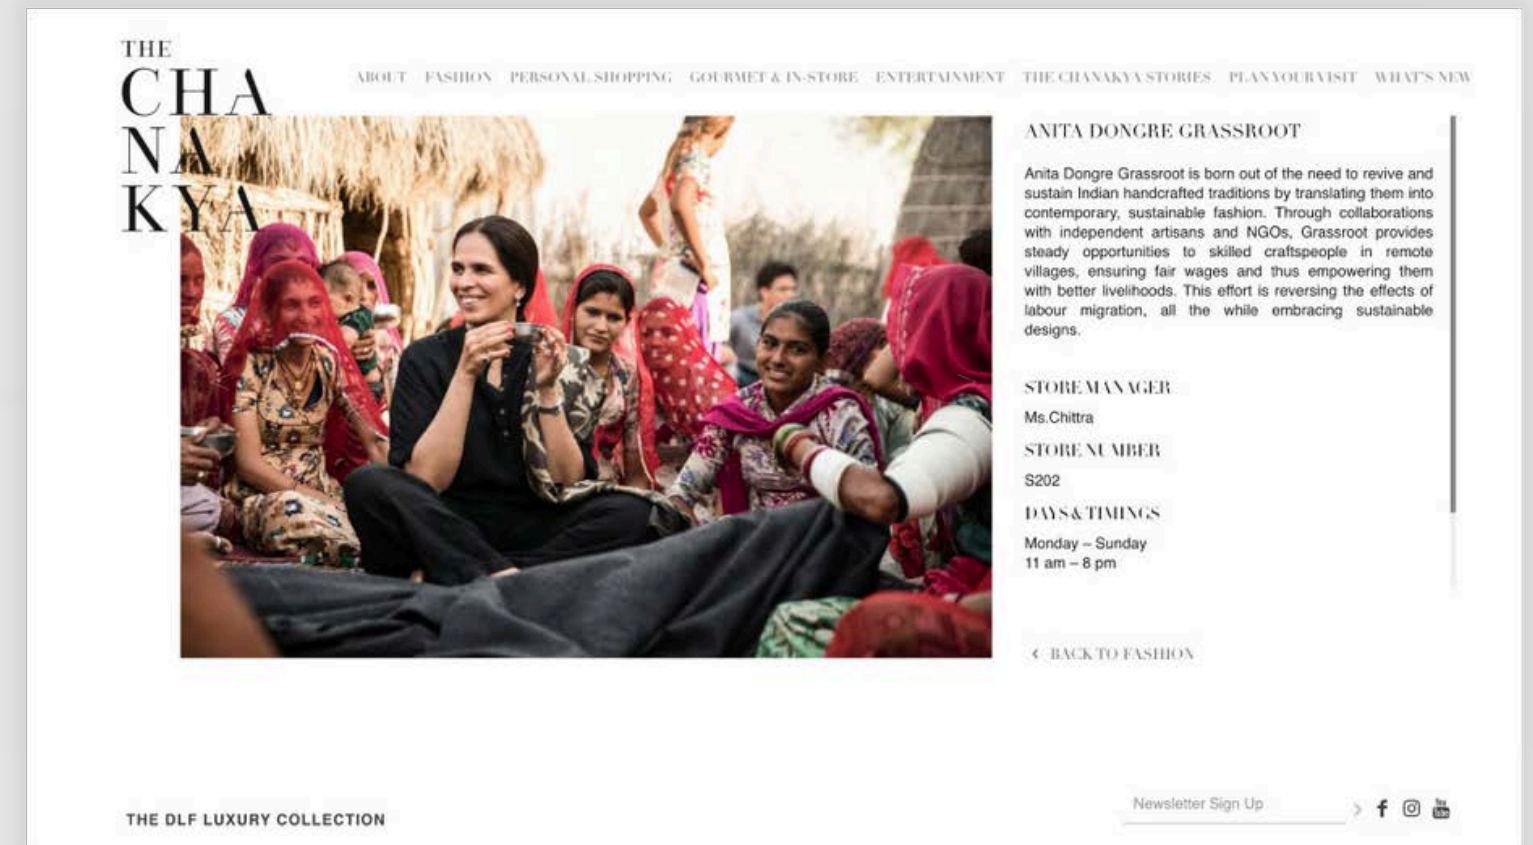 THE
CHA
NA
KYA
ABOUT FASHION PERSONAL SHOPPING GOURMET & IN-STORE ENTERTAINMENT THE CHANAKYA STORIES PLAN YOUR VISIT WHAT'S NEW
ANITA DONGRE GRASSROOT
Anita Dongre Grassroot is born out of the need to revive and
sustain Indian handcrafted traditions by translating them into
contemporary, sustainable fashion. Through collaborations
with independent artisans and NGOs, Grassroot provides
steady opportunities to skilled craftspeople in remote
villages, ensuring fair wages and thus empowering them
with better livelihoods. This effort is reversing the effects of
labour migration, all the while embracing sustainable
designs.
STORE MANAGER
Ms.Chittra
STORE NUMBER
S202
DAYS & TIMINGS
Monday – Sunday
11 am – 8 pm
‹ BACK TO FASHION
THE DLF LUXURY COLLECTION
Newsletter Sign Up
You
Tube